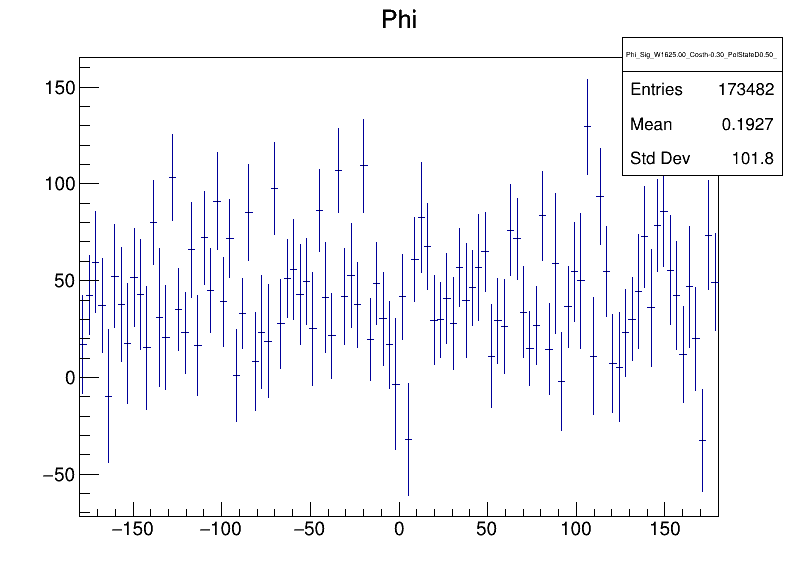 Phi
Phi_Sig_W1625.00_Costh-0.30_PolStateD0.50_
Entries 173482
Mean 0.1927
Std Dev 101.8
150
100
50
0
−50
−150 −100 −50 0 50 100 150